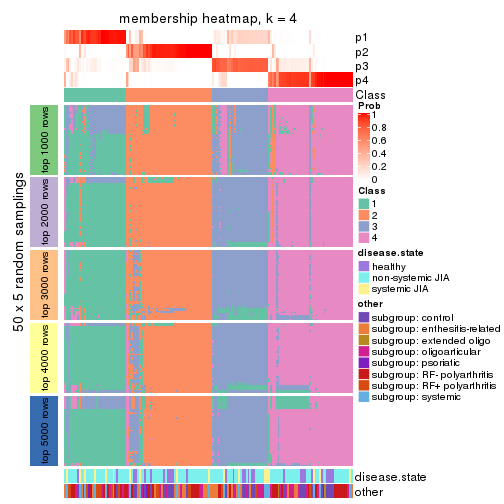 membership heatmap, k = 4
p1
p2
p3
p4
Class
Prob
1
0.8
0.6
0.4
0.2
0
Class
1
2
3
4
disease.state
healthy
non-systemic JIA
systemic JIA
other
subgroup: control
subgroup: enthesitis-related
subgroup: extended oligo
subgroup: oligoarticular
subgroup: psoriatic
subgroup: RF- polyarthritis
subgroup: RF+ polyarthritis
subgroup: systemic
50 x 5 random samplings
top 1000 rows
top 2000 rows
top 3000 rows
top 4000 rows
top 5000 rows
disease.state
other